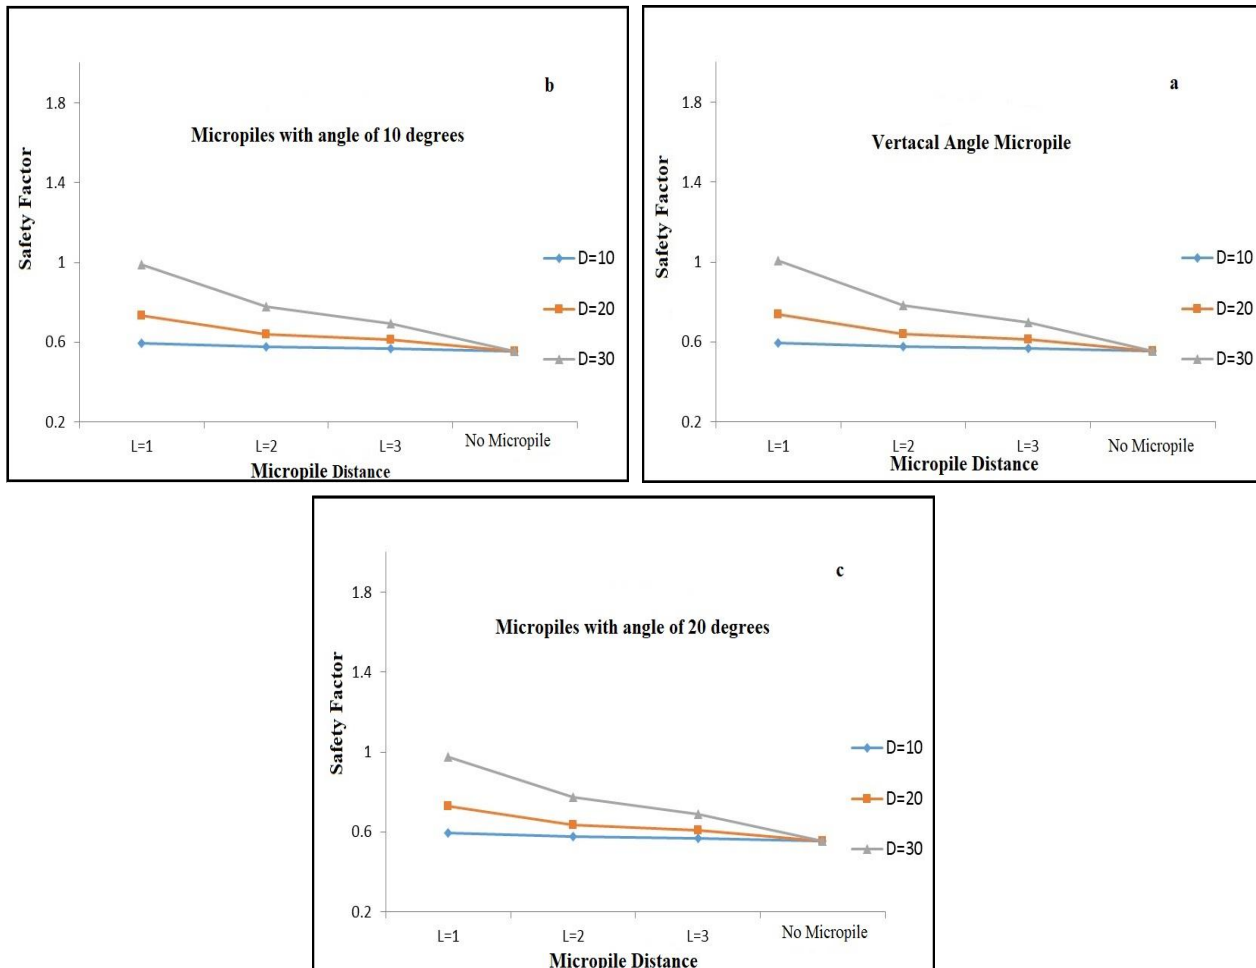 b
Micropiles with angle of 10 degrees
Safety Factor
1.8
1.4
1
0.6
0.2
D=10
D=20
D=30
L=1
L=2
L=3
No Micropile
Micropile Distance
a
Vertacal Angle Micropile
Safety Factor
1.8
1.4
1
0.6
0.2
D=10
D=20
D=30
L=1
L=2
L=3
No Micropile
Micropile Distance
c
Micropiles with angle of 20 degrees
Safety Factor
1.8
1.4
1
0.6
0.2
D=10
D=20
D=30
L=1
L=2
L=3
No Micropile
Micropile Distance